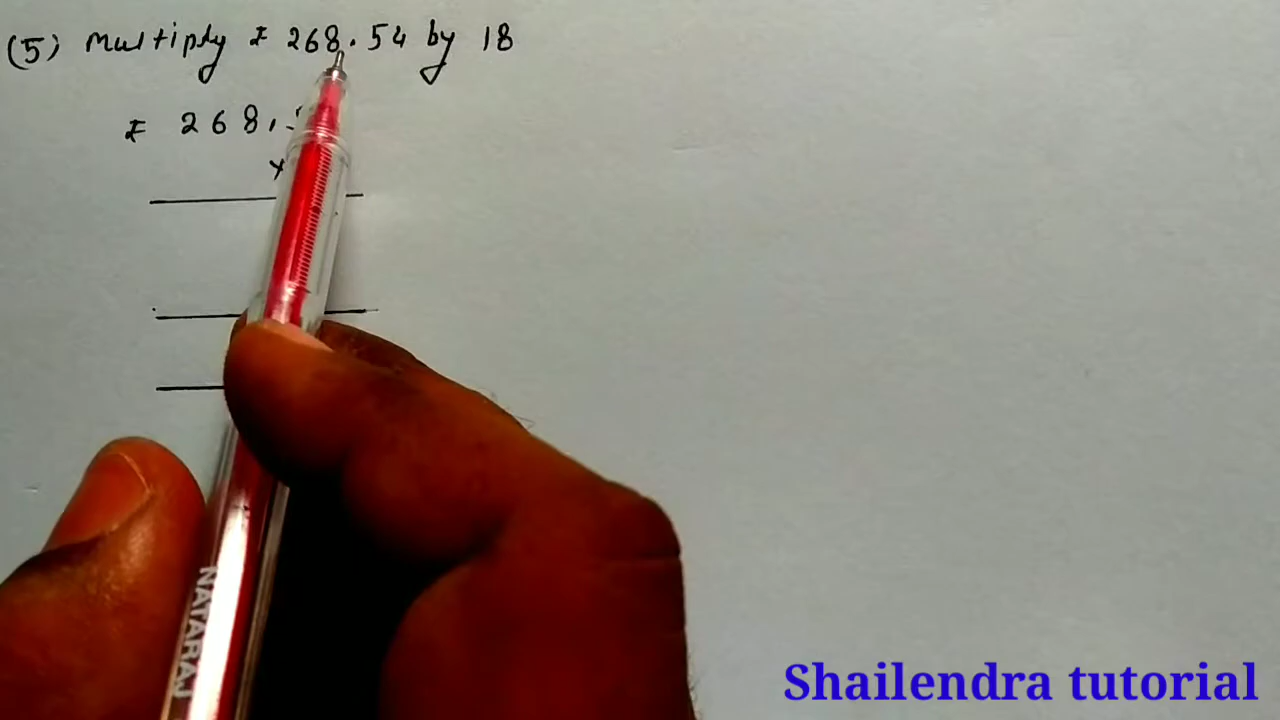 (5) multiply ₹ 268.54 by 18
₹ 268.
×
NATARAJ
Shailendra tutorial